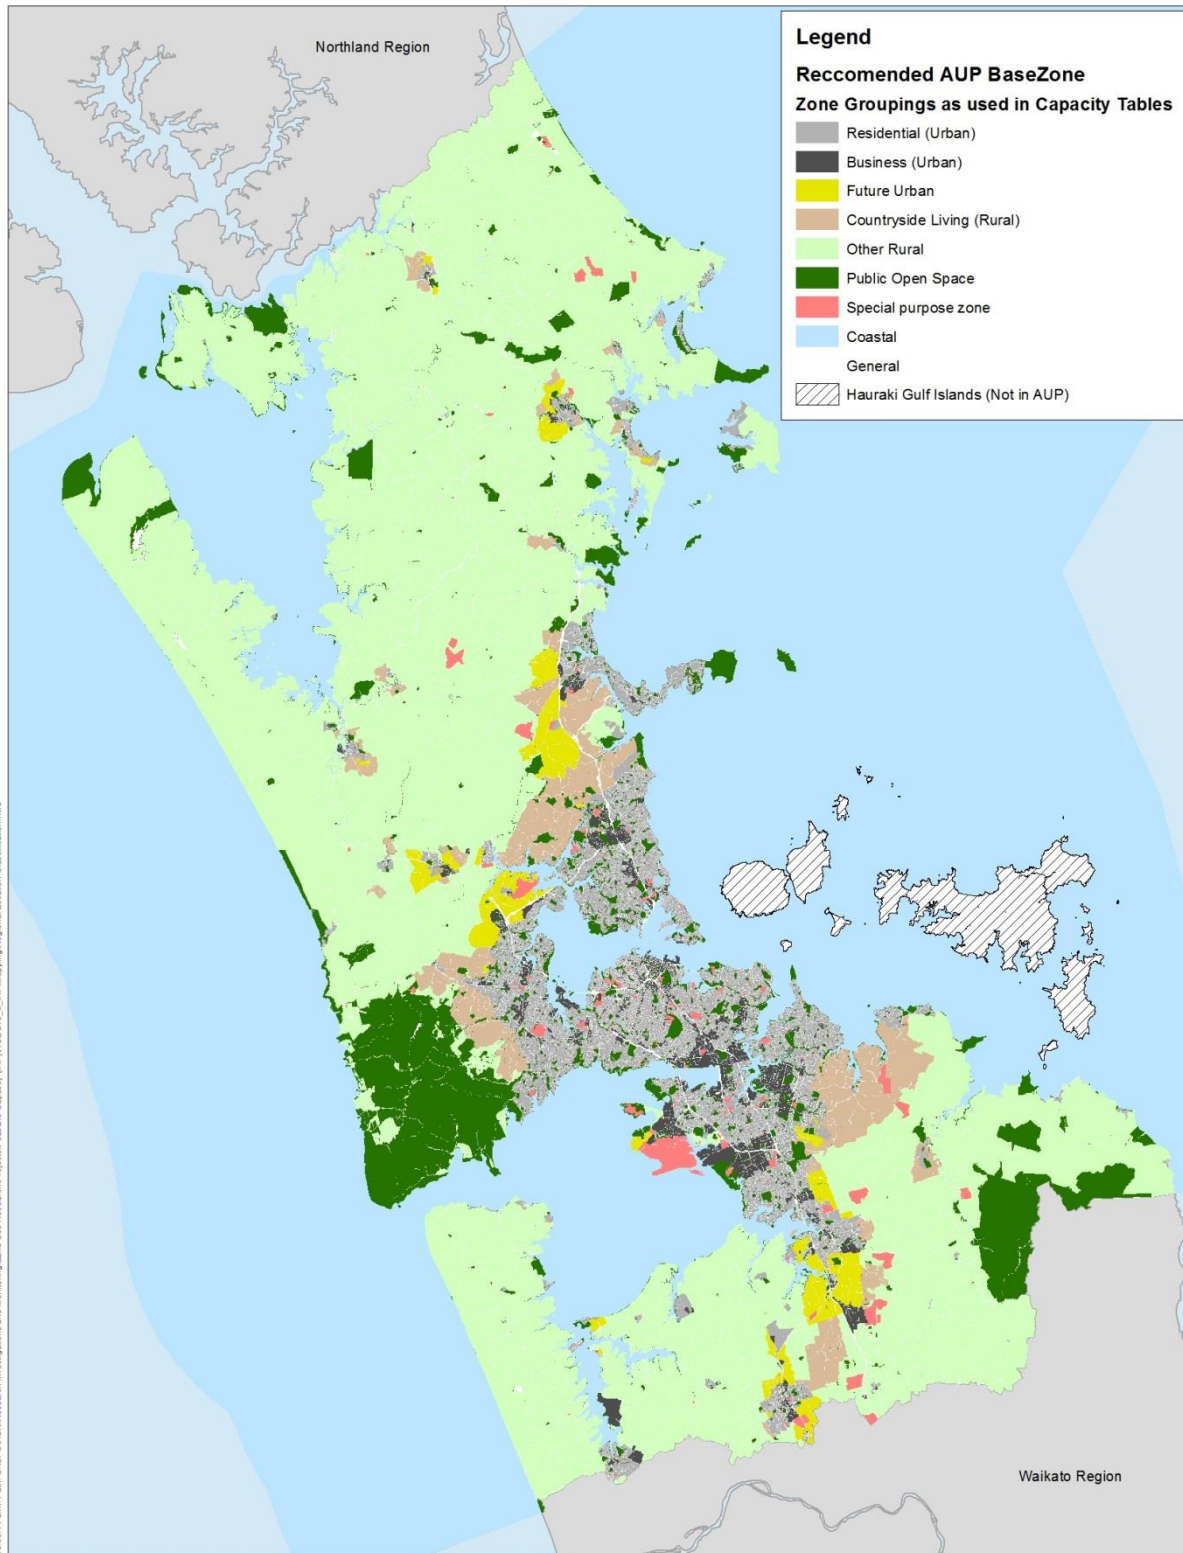 Northland Region
Legend
Reccomended AUP BaseZone
Zone Groupings as used in Capacity Tables
Residential (Urban)
Business (Urban)
Future Urban
Countryside Living (Rural)
Other Rural
Public Open Space
Special purpose zone
Coastal
General
Hauraki Gulf Islands (Not in AUP)
Waikato Region